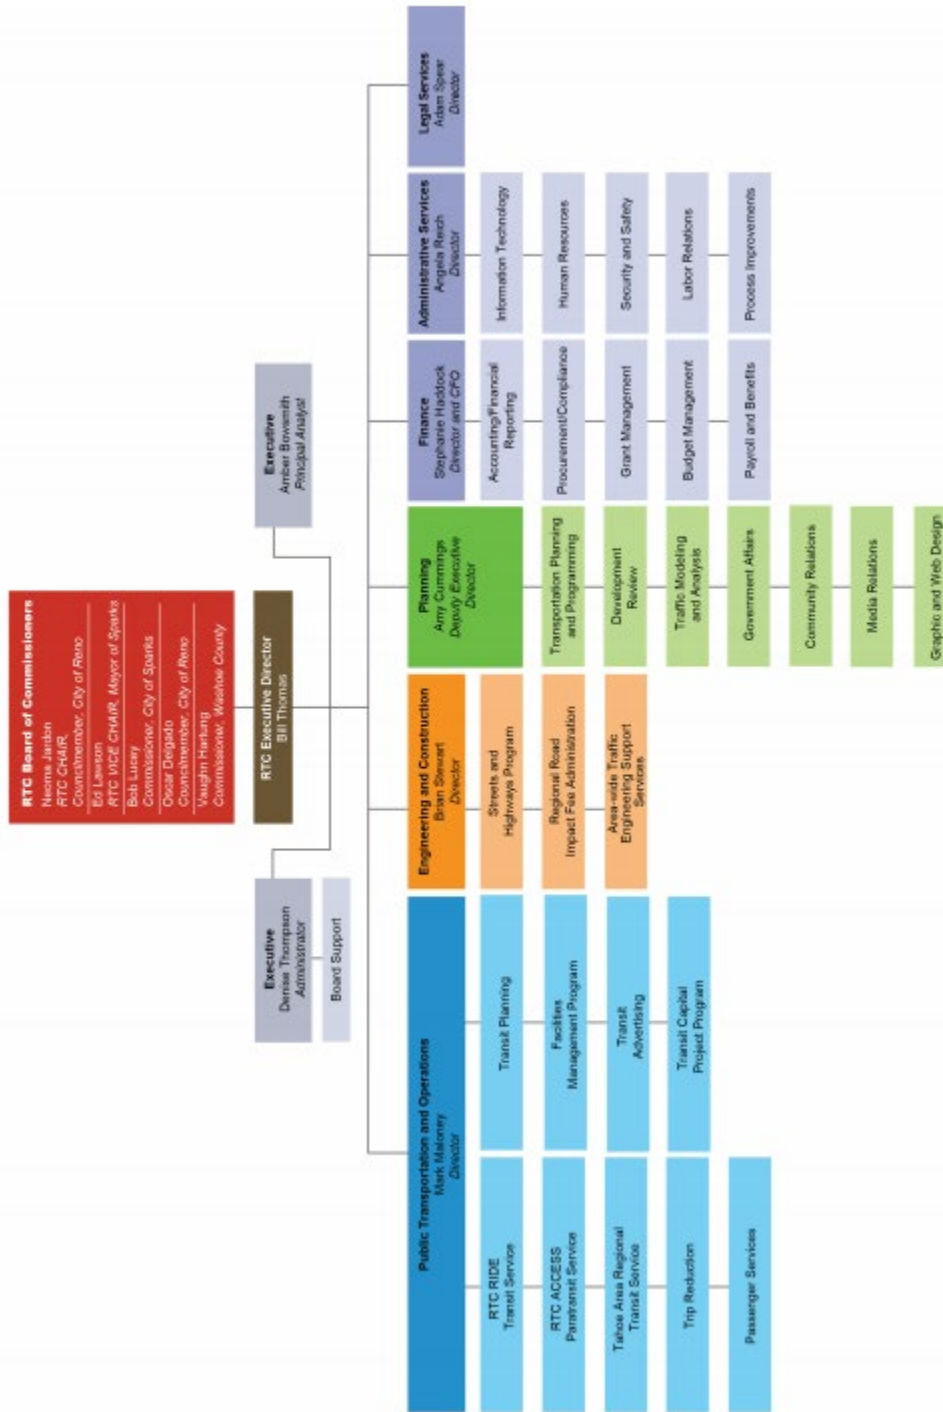 RTC Board of Commissioners
Neoma Jardon
RTC CHAIR,
Councilmember, City of Reno
Ed Lawson
RTC VICE CHAIR, Mayor of Sparks
Bob Lucey
Commissioner, City of Sparks
Oscar Delgado
Councilmember, City of Reno
Vaughn Hartung
Commissioner, Washoe County
RTC Executive Director
Bill Thomas
Executive
Denise Thompson
Administrator
Board Support
Executive
Amber Bowsmith
Principal Analyst
Public Transportation and Operations
Mark Maloney
Director
RTC RIDE
Transit Service
RTC ACCESS
Paratransit Service
Tahoe Area Regional
Transit Service
Trip Reduction
Passenger Services
Transit Planning
Facilities
Management Program
Transit
Advertising
Transit Capital
Project Program
Engineering and Construction
Brian Stewart
Director
Streets and
Highways Program
Regional Road
Impact Fee Administration
Area-wide Traffic
Engineering Support
Services
Planning
Amy Cummings
Deputy Executive
Director
Transportation Planning
and Programming
Development
Review
Traffic Modeling
and Analysis
Government Affairs
Community Relations
Media Relations
Graphic and Web Design
Finance
Stephanie Haddock
Director and CFO
Accounting/Financial
Reporting
Procurement/Compliance
Grant Management
Budget Management
Payroll and Benefits
Administrative Services
Angela Reich
Director
Information Technology
Human Resources
Security and Safety
Labor Relations
Process Improvements
Legal Services
Adam Spear
Director